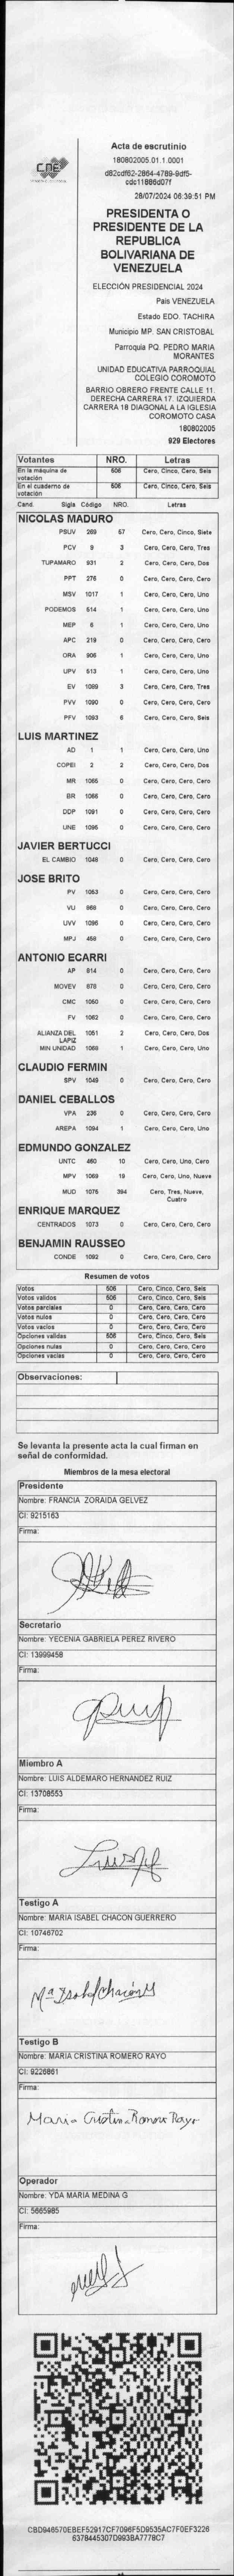 CNE
Acta de escrutinio
180802005.01.1.0001
d82cdf62-2864-4789-9df5-
cdc11886d07f
28/07/2024 06:39:51 PM
PRESIDENTA O
PRESIDENTE DE LA
REPUBLICA
BOLIVARIANA DE
VENEZUELA
ELECCIÓN PRESIDENCIAL 2024
Pais VENEZUELA
Estado EDO. TACHIRA
Municipio MP. SAN CRISTOBAL
Parroquia PQ. PEDRO MARIA
MORANTES
UNIDAD EDUCATIVA PARROQUIAL
COLEGIO COROMOTO
BARRIO OBRERO FRENTE CALLE 11.
DERECHA CARRERA 17. IZQUIERDA
CARRERA 18 DIAGONAL A LA IGLESIA
COROMOTO CASA
180802005
929 Electores
Votantes NRO. Letras
En la máquina de votación 506 Cero, Cinco, Cero, Seis
En el cuaderno de votación 506 Cero, Cinco, Cero, Seis
Cand. Sigla Código NRO. Letras
NICOLAS MADURO
PSUV 269 57 Cero, Cero, Cinco, Siete
PCV 9 3 Cero, Cero, Cero, Tres
TUPAMARO 931 2 Cero, Cero, Cero, Dos
PPT 276 0 Cero, Cero, Cero, Cero
MSV 1017 1 Cero, Cero, Cero, Uno
PODEMOS 514 1 Cero, Cero, Cero, Uno
MEP 6 1 Cero, Cero, Cero, Uno
APC 219 0 Cero, Cero, Cero, Cero
ORA 906 1 Cero, Cero, Cero, Uno
UPV 513 1 Cero, Cero, Cero, Uno
EV 1089 3 Cero, Cero, Cero, Tres
PVV 1090 0 Cero, Cero, Cero, Cero
PFV 1093 6 Cero, Cero, Cero, Seis
LUIS MARTINEZ
AD 1 1 Cero, Cero, Cero, Uno
COPEI 2 2 Cero, Cero, Cero, Dos
MR 1065 0 Cero, Cero, Cero, Cero
BR 1066 0 Cero, Cero, Cero, Cero
DDP 1091 0 Cero, Cero, Cero, Cero
UNE 1095 0 Cero, Cero, Cero, Cero
JAVIER BERTUCCI
EL CAMBIO 1048 0 Cero, Cero, Cero, Cero
JOSE BRITO
PV 1053 0 Cero, Cero, Cero, Cero
VU 868 0 Cero, Cero, Cero, Cero
UVV 1096 0 Cero, Cero, Cero, Cero
MPJ 458 0 Cero, Cero, Cero, Cero
ANTONIO ECARRI
AP 814 0 Cero, Cero, Cero, Cero
MOVEV 878 0 Cero, Cero, Cero, Cero
CMC 1050 0 Cero, Cero, Cero, Cero
FV 1062 0 Cero, Cero, Cero, Cero
ALIANZA DEL LAPIZ 1051 2 Cero, Cero, Cero, Dos
MIN UNIDAD 1068 1 Cero, Cero, Cero, Uno
CLAUDIO FERMIN
SPV 1049 0 Cero, Cero, Cero, Cero
DANIEL CEBALLOS
VPA 236 0 Cero, Cero, Cero, Cero
AREPA 1094 1 Cero, Cero, Cero, Uno
EDMUNDO GONZALEZ
UNTC 460 10 Cero, Cero, Uno, Cero
MPV 1069 19 Cero, Cero, Uno, Nueve
MUD 1075 394 Cero, Tres, Nueve, Cuatro
ENRIQUE MARQUEZ
CENTRADOS 1073 0 Cero, Cero, Cero, Cero
BENJAMIN RAUSSEO
CONDE 1092 0 Cero, Cero, Cero, Cero
Resumen de votos
Votos 506 Cero, Cinco, Cero, Seis
Votos validos 506 Cero, Cinco, Cero, Seis
Votos parciales 0 Cero, Cero, Cero, Cero
Votos nulos 0 Cero, Cero, Cero, Cero
Votos vacios 0 Cero, Cero, Cero, Cero
Opciones validas 506 Cero, Cinco, Cero, Seis
Opciones nulas 0 Cero, Cero, Cero, Cero
Opciones vacias 0 Cero, Cero, Cero, Cero
Observaciones:
Se levanta la presente acta la cual firman en
señal de conformidad.
Miembros de la mesa electoral
Presidente
Nombre: FRANCIA ZORAIDA GELVEZ
CI: 9215163
Firma:
Secretario
Nombre: YECENIA GABRIELA PEREZ RIVERO
CI: 13999458
Firma:
Miembro A
Nombre: LUIS ALDEMARO HERNANDEZ RUIZ
CI: 13708553
Firma:
Testigo A
Nombre: MARIA ISABEL CHACON GUERRERO
CI: 10746702
Firma:
Mª Isabel Chacón
Testigo B
Nombre: MARIA CRISTINA ROMERO RAYO
CI: 9226861
Firma:
Maria Cristina Romero Rayo
Operador
Nombre: YDA MARIA MEDINA G
CI: 5665985
Firma:
CBD946570EBEF52917CF7096F5D9535AC7F0EF3226
6378445307D993BA7778C7